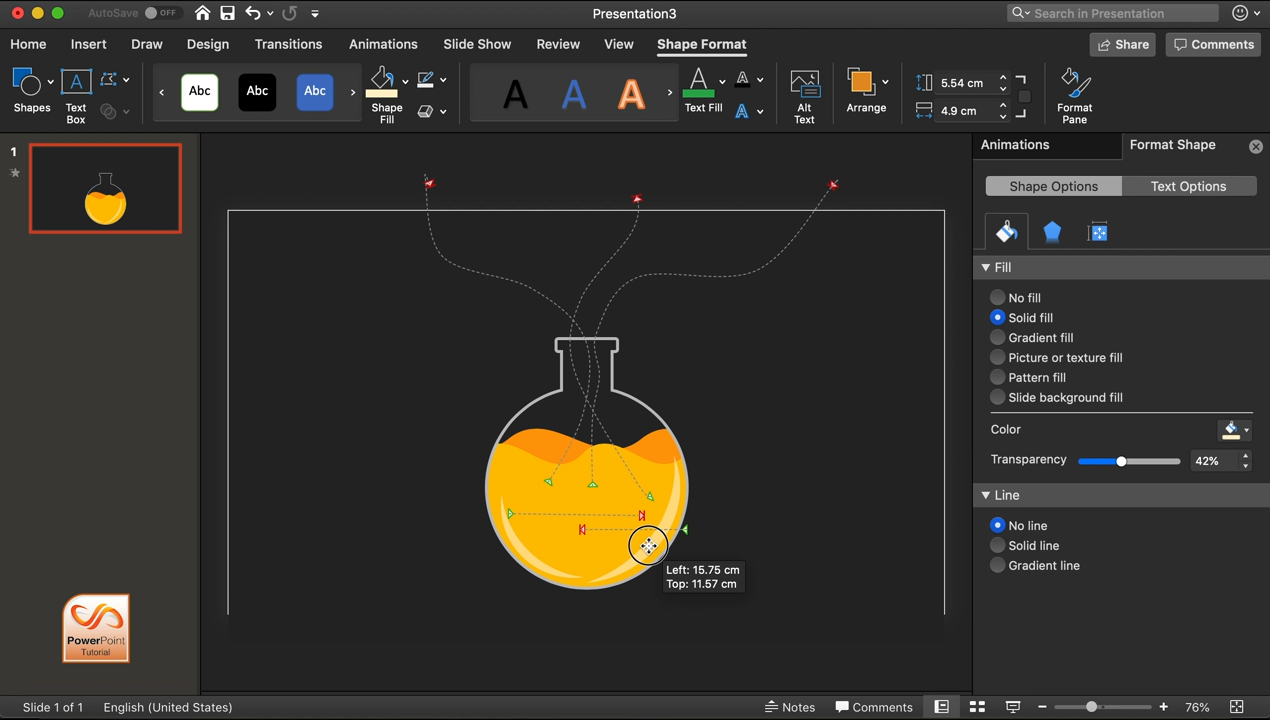 AutoSave OFF
Presentation3
Search in Presentation
Home Insert Draw Design Transitions Animations Slide Show Review View Shape Format
Share Comments
Shapes
Text Box
Abc Abc Abc
Shape Fill
A A A
Text Fill
Alt Text
Arrange
5.54 cm
4.9 cm
Format Pane
1
Animations Format Shape
Shape Options Text Options
Fill
No fill
Solid fill
Gradient fill
Picture or texture fill
Pattern fill
Slide background fill
Color
Transparency 42%
Line
No line
Solid line
Gradient line
Left: 15.75 cm
Top: 11.57 cm
PowerPoint
Tutorial
Slide 1 of 1 English (United States) Notes Comments 76%